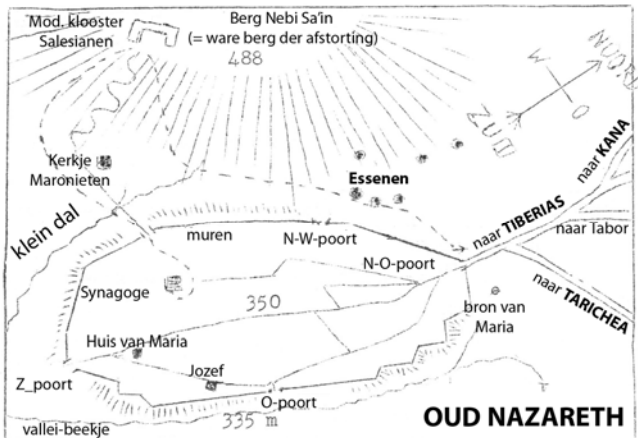 Mod. klooster
Salesianen
Berg Nebi Sa'in
(= ware berg der afstorting)
488
NOORD
W
O
ZUID
Kerkje
Maronieten
Essenen
naar KANA
klein dal
muren
N-W-poort
naar TIBERIAS
naar Tabor
N-O-poort
Synagoge
350
bron van
Maria
naar TARICHEA
Huis van Maria
Jozef
Z_poort
O-poort
335 m
vallei-beekje
OUD NAZARETH